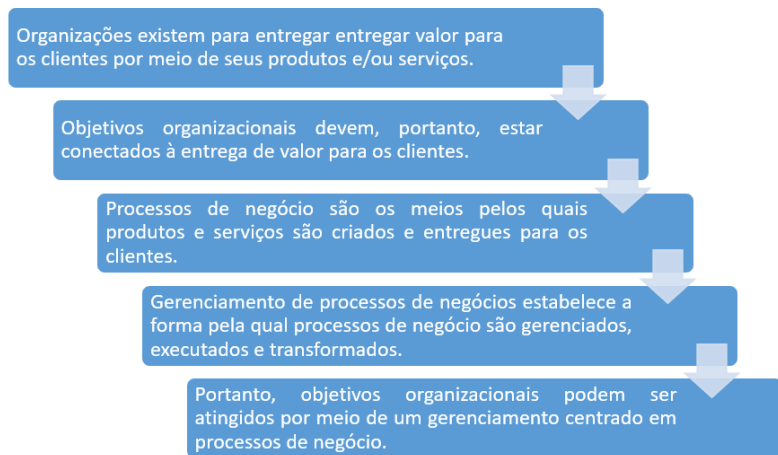 Organizações existem para entregar entregar valor para
os clientes por meio de seus produtos e/ou serviços.
Objetivos organizacionais devem, portanto, estar
conectados à entrega de valor para os clientes.
Processos de negócio são os meios pelos quais
produtos e serviços são criados e entregues para os
clientes.
Gerenciamento de processos de negócios estabelece a
forma pela qual processos de negócio são gerenciados,
executados e transformados.
Portanto, objetivos organizacionais podem ser
atingidos por meio de um gerenciamento centrado em
processos de negócio.